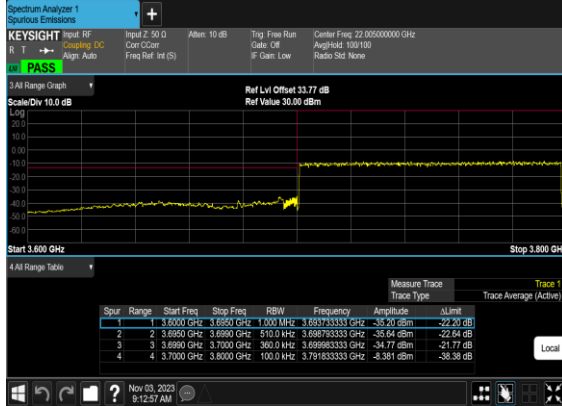 Spectrum Analyzer 1
Spurious Emissions
KEYSIGHT
R T
LXI PASS
Input: RF
Coupling: DC
Align: Auto
Input Z: 50 Ω
Corr CCorr
Freq Ref: Int (S)
Atten: 10 dB
Trig: Free Run
Gate: Off
IF Gain: Low
Center Freq: 22.005000000 GHz
Avg|Hold: 100/100
Radio Std: None
3 All Range Graph
Scale/Div 10.0 dB
Ref Lvl Offset 33.77 dB
Ref Value 30.00 dBm
Log
20.0
10.0
0.00
-10.0
-20.0
-30.0
-40.0
-50.0
-60.0
Start 3.600 GHz
Stop 3.800 GH
4 All Range Table
Measure Trace Trace 1
Trace Type Trace Average (Active)
Spur Range Start Freq Stop Freq RBW Frequency Amplitude ΔLimit
1 1 3.6000 GHz 3.6950 GHz 1.000 MHz 3.693733333 GHz -35.20 dBm -22.20 dB
2 2 3.6950 GHz 3.6990 GHz 510.0 kHz 3.698793333 GHz -35.64 dBm -22.64 dB
3 3 3.6990 GHz 3.7000 GHz 360.0 kHz 3.699983333 GHz -34.77 dBm -21.77 dB
4 4 3.7000 GHz 3.8000 GHz 100.0 kHz 3.791833333 GHz -8.381 dBm -38.38 dB
Local
Nov 03, 2023
9:12:57 AM